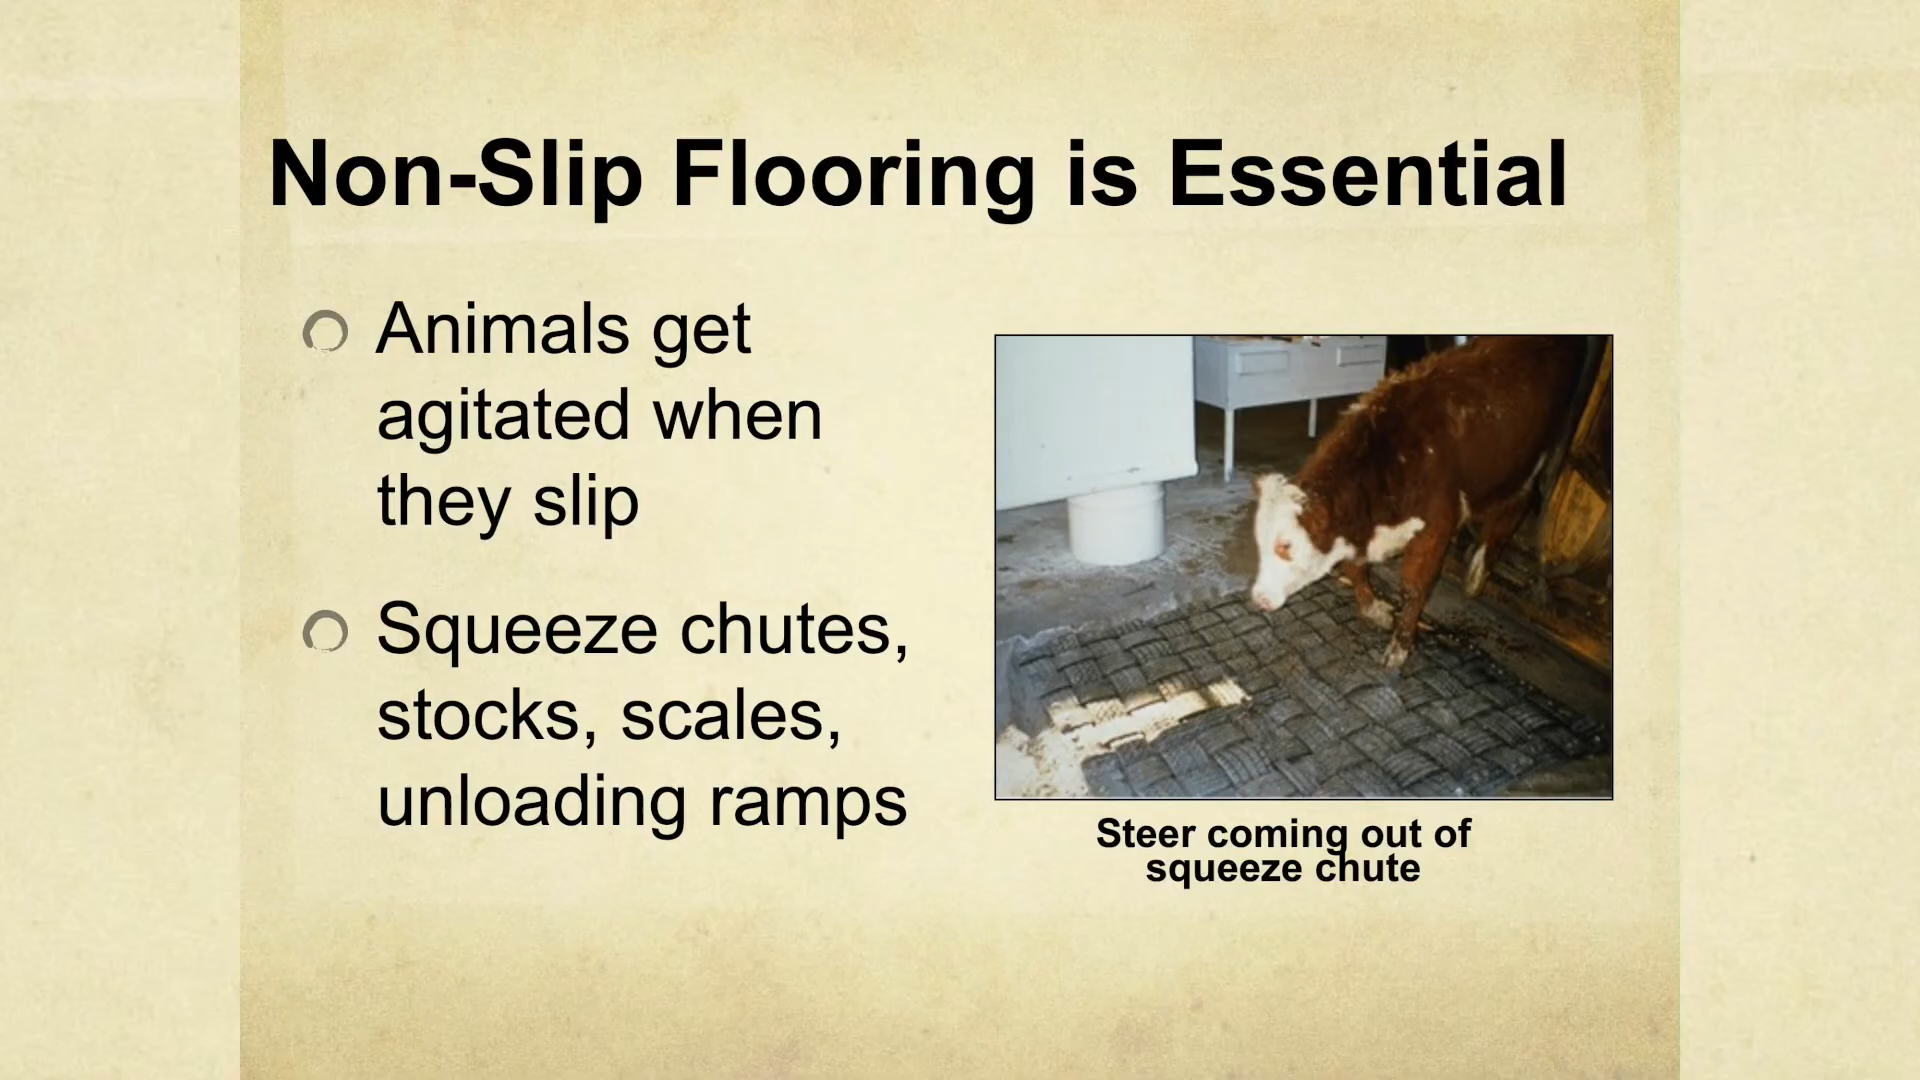 Non-Slip Flooring is Essential
Animals get
agitated when
they slip
Squeeze chutes,
stocks, scales,
unloading ramps
Steer coming out of
squeeze chute